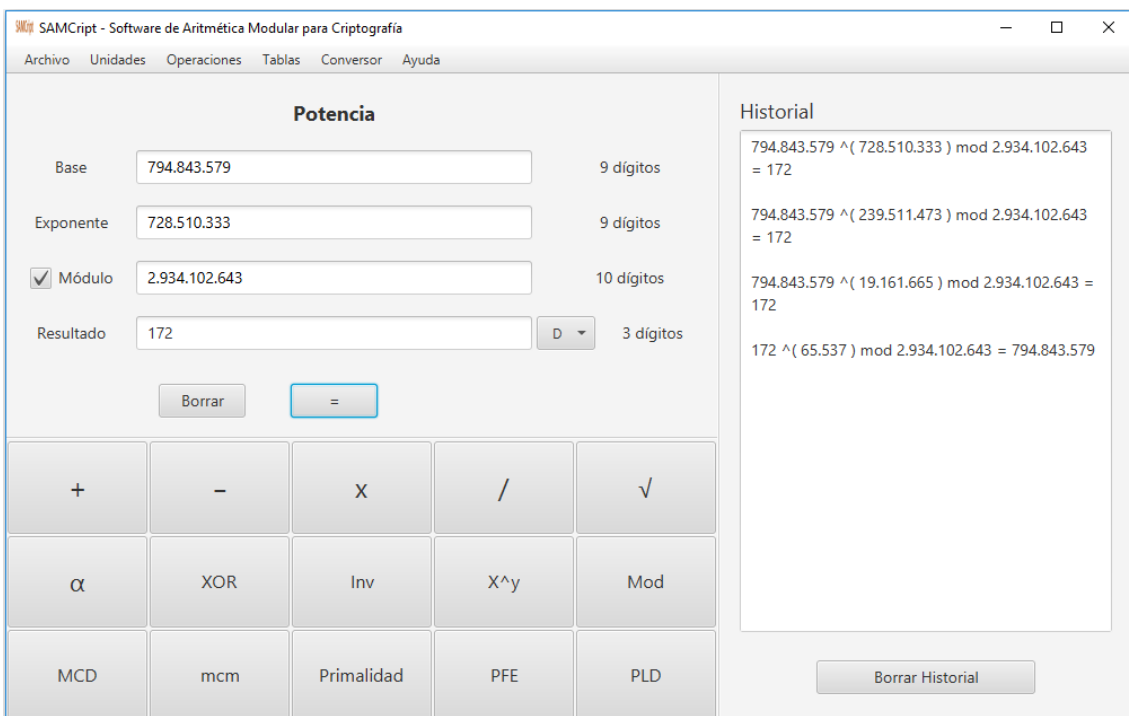 SAMCript - Software de Aritmética Modular para Criptografía
Archivo Unidades Operaciones Tablas Conversor Ayuda
Potencia
Base 794.843.579 9 dígitos
Exponente 728.510.333 9 dígitos
Módulo 2.934.102.643 10 dígitos
Resultado 172 D 3 dígitos
Borrar =
+ − x / √
α XOR Inv X^y Mod
MCD mcm Primalidad PFE PLD
Historial
794.843.579 ^( 728.510.333 ) mod 2.934.102.643
= 172
794.843.579 ^( 239.511.473 ) mod 2.934.102.643
= 172
794.843.579 ^( 19.161.665 ) mod 2.934.102.643 =
172
172 ^( 65.537 ) mod 2.934.102.643 = 794.843.579
Borrar Historial